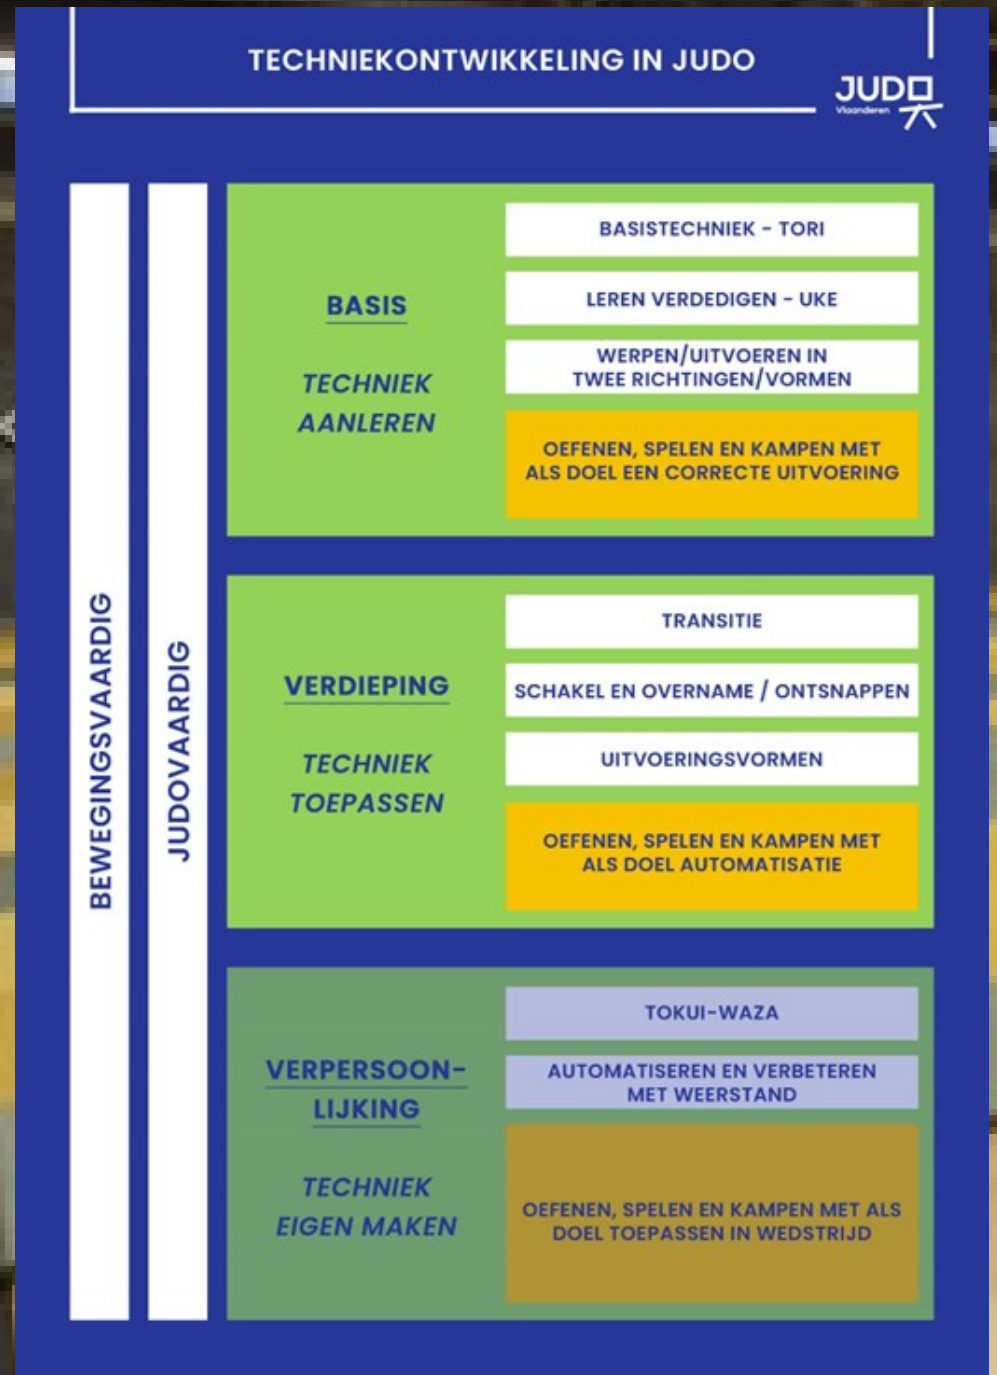 TECHNIEKONTWIKKELING IN JUDO
JUDO
Vlaanderen
BEWEGINGSVAARDIG
JUDOVAARDIG
BASIS
TECHNIEK
AANLEREN
BASISTECHNIEK - TORI
LEREN VERDEDIGEN - UKE
WERPEN/UITVOEREN IN
TWEE RICHTINGEN/VORMEN
OEFENEN, SPELEN EN KAMPEN MET
ALS DOEL EEN CORRECTE UITVOERING
VERDIEPING
TECHNIEK
TOEPASSEN
TRANSITIE
SCHAKEL EN OVERNAME / ONTSNAPPEN
UITVOERINGSVORMEN
OEFENEN, SPELEN EN KAMPEN MET
ALS DOEL AUTOMATISATIE
VERPERSOON-
LIJKING
TECHNIEK
EIGEN MAKEN
TOKUI-WAZA
AUTOMATISEREN EN VERBETEREN
MET WEERSTAND
OEFENEN, SPELEN EN KAMPEN MET ALS
DOEL TOEPASSEN IN WEDSTRIJD